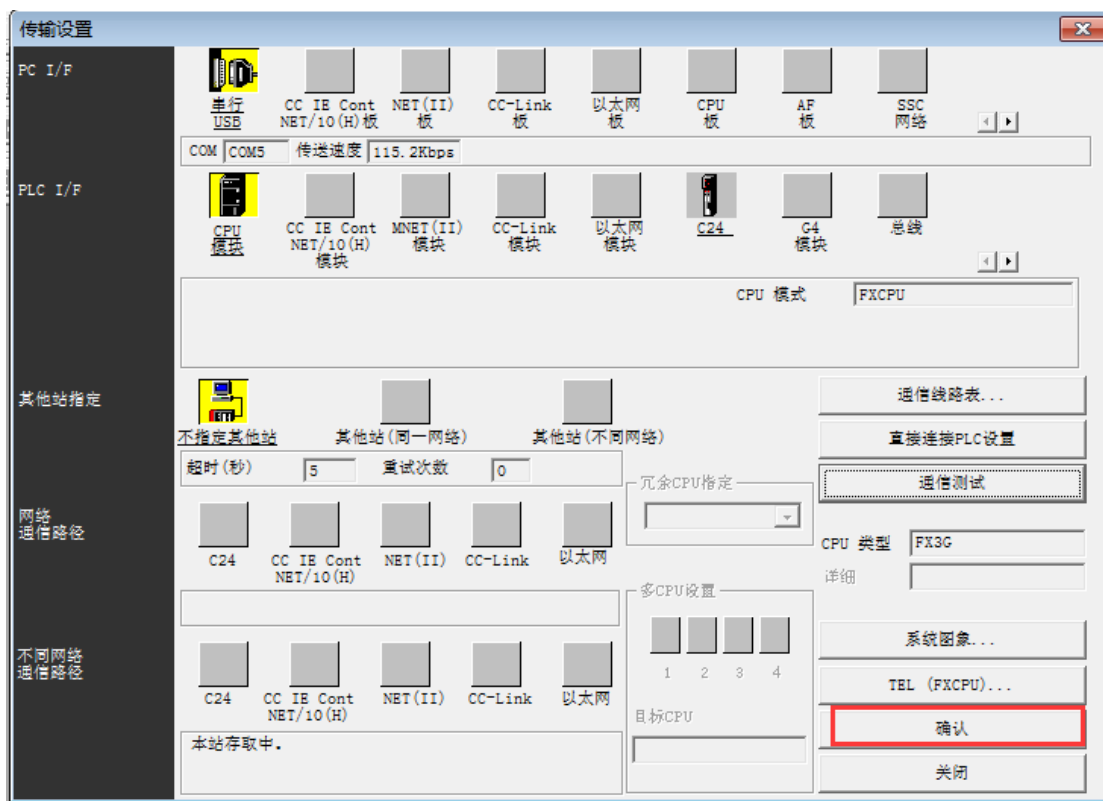 传输设置
PC I/F
串行
USB
CC IE Cont
NET/10(H)板
NET(II)
板
CC-Link
板
以太网
板
CPU
板
AF
板
SSC
网络
COM COM5 传送速度 115.2Kbps
PLC I/F
CPU
模块
CC IE Cont
NET/10(H)
模块
MNET(II)
模块
CC-Link
模块
以太网
模块
C24
G4
模块
总线
CPU 模式 FXCPU
其他站指定
不指定其他站
其他站(同一网络)
其他站(不同网络)
通信线路表...
直接连接PLC设置
通信测试
超时(秒) 5 重试次数 0
冗余CPU指定
CPU 类型 FX3G
详细
网络
通信路径
C24
CC IE Cont
NET/10(H)
NET(II)
CC-Link
以太网
多CPU设置
1 2 3 4
目标CPU
不同网络
通信路径
C24
CC IE Cont
NET/10(H)
NET(II)
CC-Link
以太网
本站存取中.
系统图象...
TEL (FXCPU)...
确认
关闭